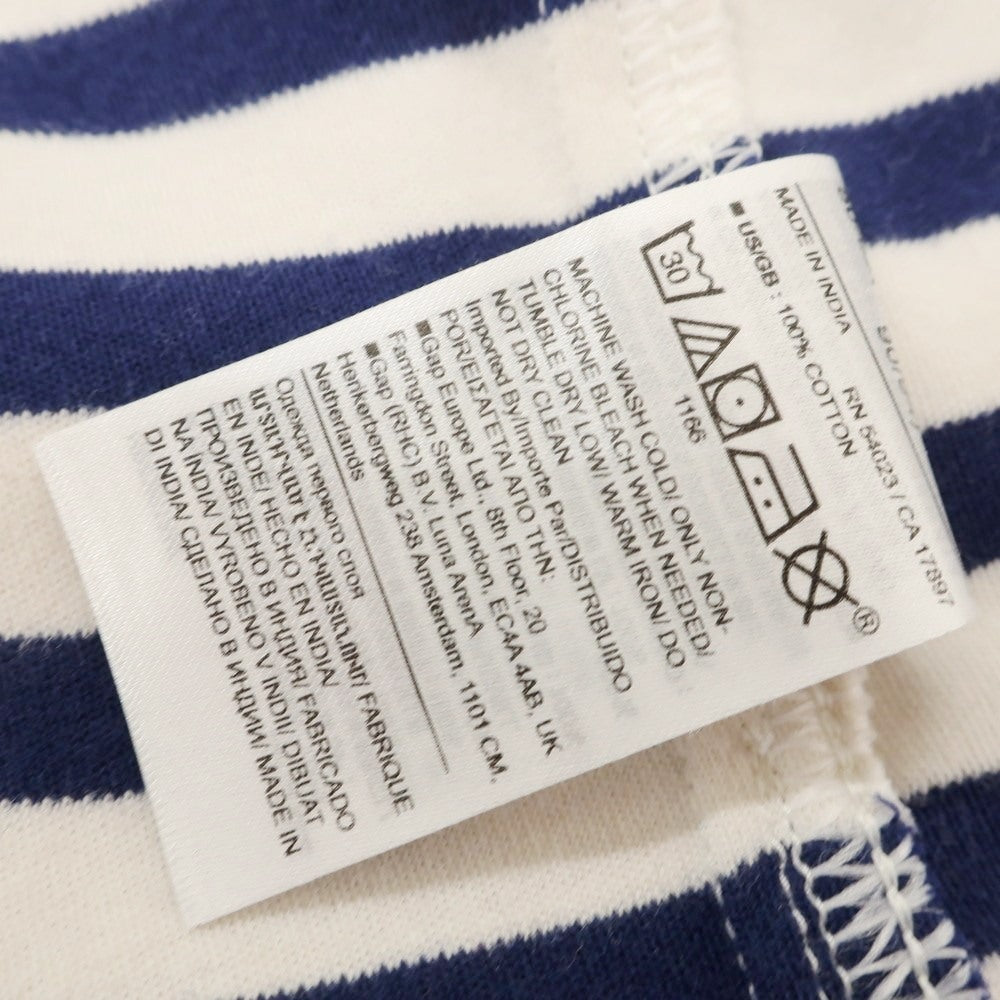 MADE IN INDIA
RN 54023 / CA 17897
■ US/GB : 100% COTTON
30
1166
®
MACHINE WASH COLD/ ONLY NON-
CHLORINE BLEACH WHEN NEEDED/
TUMBLE DRY LOW/ WARM IRON/ DO
NOT DRY CLEAN
Imported By/Importe Par/DISTRIBUIDO
POR/ΕΙΣΑΓΕΤΑΙ ΑΠΟ ΤΗΝ:
■Gap Europe Ltd., 8th Floor, 20
Farringdon Street, London, EC4A 4AB, UK
■Gap (RHC) B.V. Luna ArenA
Herikerbergweg 238 Amsterdam, 1101 CM.
Netherlands
Одежда первого слоя
FABRIQUE
EN INDE/ HECHO EN INDIA/
ПРОИЗВЕДЕНО В ИНДИЯ/ FABRICADO
NA INDIA/ VYROBENO V INDII/ DIBUAT
DI INDIA/ СДЕЛАНО В ИНДИИ/ MADE IN